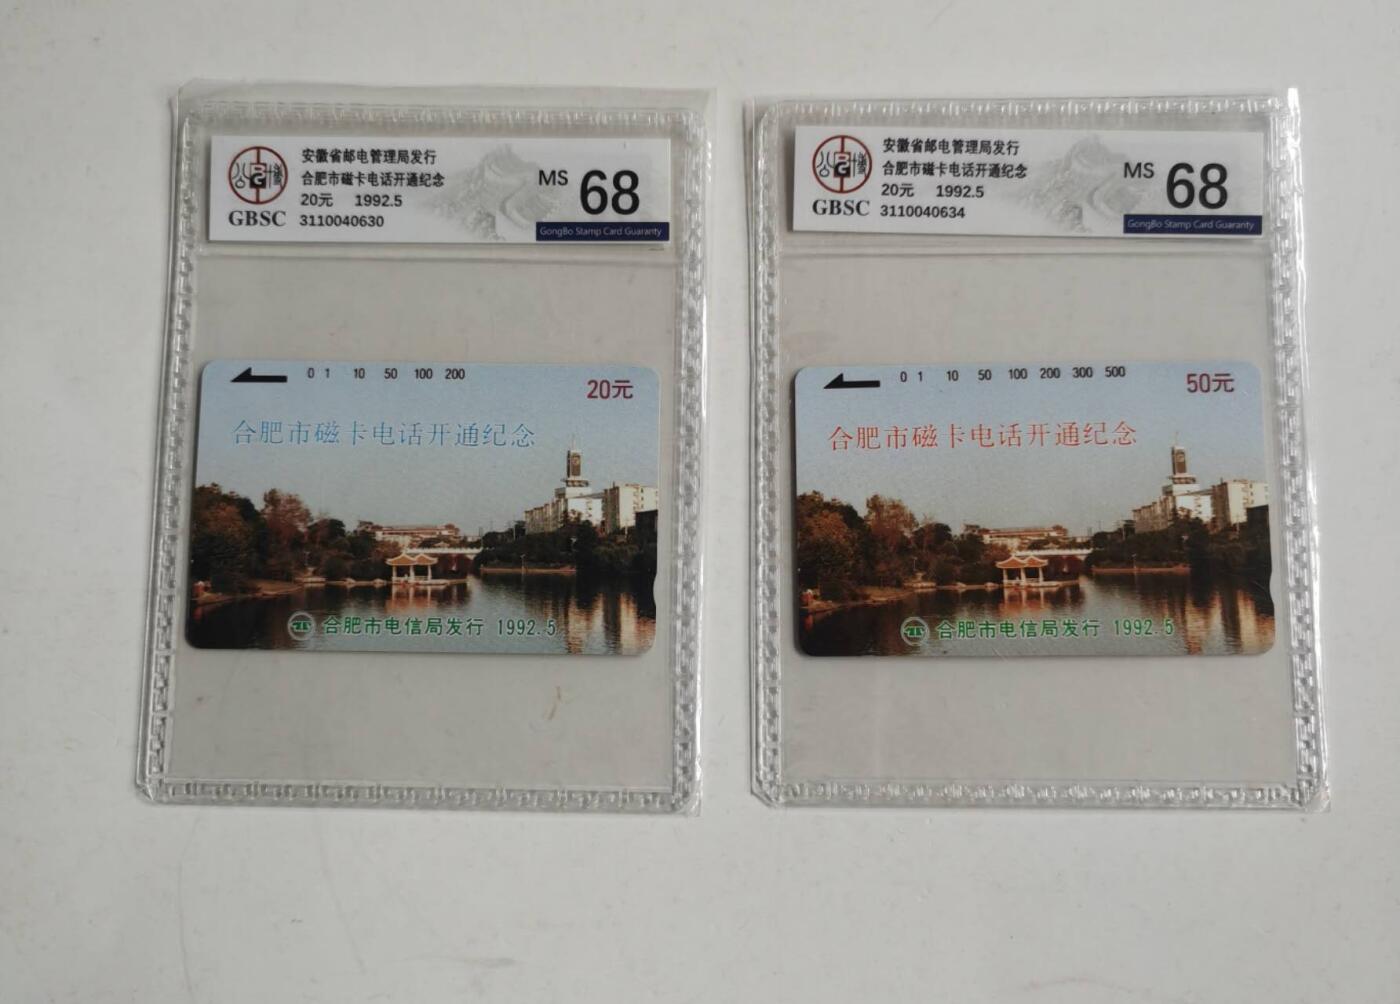 安徽省邮电管理局发行
合肥市磁卡电话开通纪念
20元 1992.5
3110040630
GBSC
MS 68
GongBo Stamp Card Guaranty
0 1 10 50 100 200
20元
合肥市磁卡电话开通纪念
合肥市电信局发行 1992.5
安徽省邮电管理局发行
合肥市磁卡电话开通纪念
20元 1992.5
3110040634
GBSC
MS 68
GongBo Stamp Card Guaranty
0 1 10 50 100 200 300 500
50元
合肥市磁卡电话开通纪念
合肥市电信局发行 1992.5